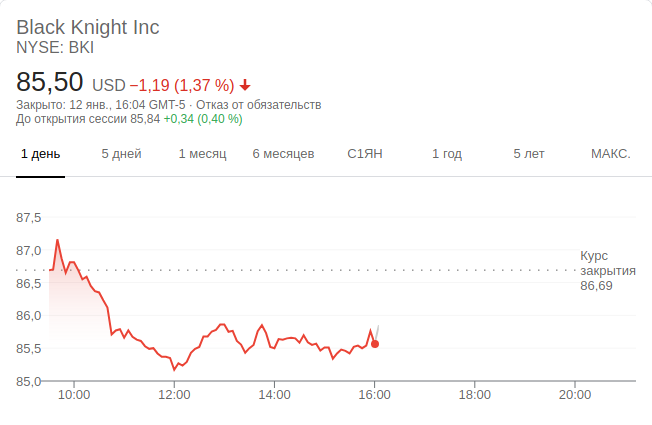 Black Knight Inc
NYSE: BKI
85,50 USD −1,19 (1,37 %)
Закрыто: 12 янв., 16:04 GMT-5 · Отказ от обязательств
До открытия сессии 85,84 +0,34 (0,40 %)
1 день 5 дней 1 месяц 6 месяцев С1ЯН 1 год 5 лет МАКС.
87,5
87,0
Курс
закрытия
86,69
86,5
86,0
85,5
85,0
10:00 12:00 14:00 16:00 18:00 20:00